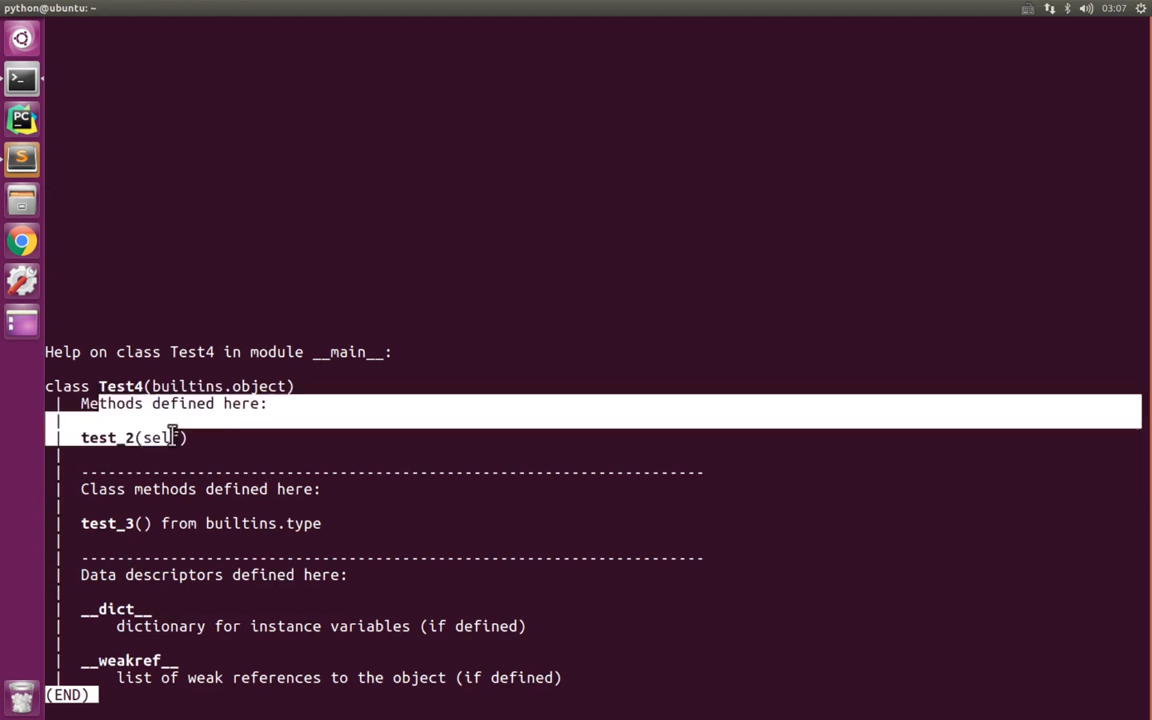 python@ubuntu: ~
03:07
Help on class Test4 in module __main__:
class Test4(builtins.object)
 |  Methods defined here:
 |
 |  test_2(self)
 |
 |  ----------------------------------------------------------------------
 |  Class methods defined here:
 |
 |  test_3() from builtins.type
 |
 |  ----------------------------------------------------------------------
 |  Data descriptors defined here:
 |
 |  __dict__
 |      dictionary for instance variables (if defined)
 |
 |  __weakref__
 |      list of weak references to the object (if defined)
(END)
PC
S